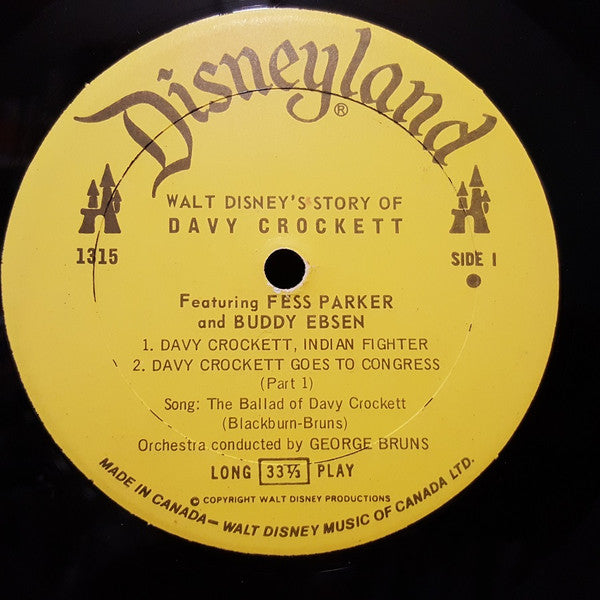 Disneyland®
WALT DISNEY'S STORY OF
DAVY CROCKETT
1315
SIDE 1
Featuring FESS PARKER
and BUDDY EBSEN
1. DAVY CROCKETT, INDIAN FIGHTER
2. DAVY CROCKETT GOES TO CONGRESS
(Part 1)
Song: The Ballad of Davy Crockett
(Blackburn-Bruns)
Orchestra conducted by GEORGE BRUNS
LONG 33⅓ PLAY
© COPYRIGHT WALT DISNEY PRODUCTIONS
MADE IN CANADA — WALT DISNEY MUSIC OF CANADA LTD.